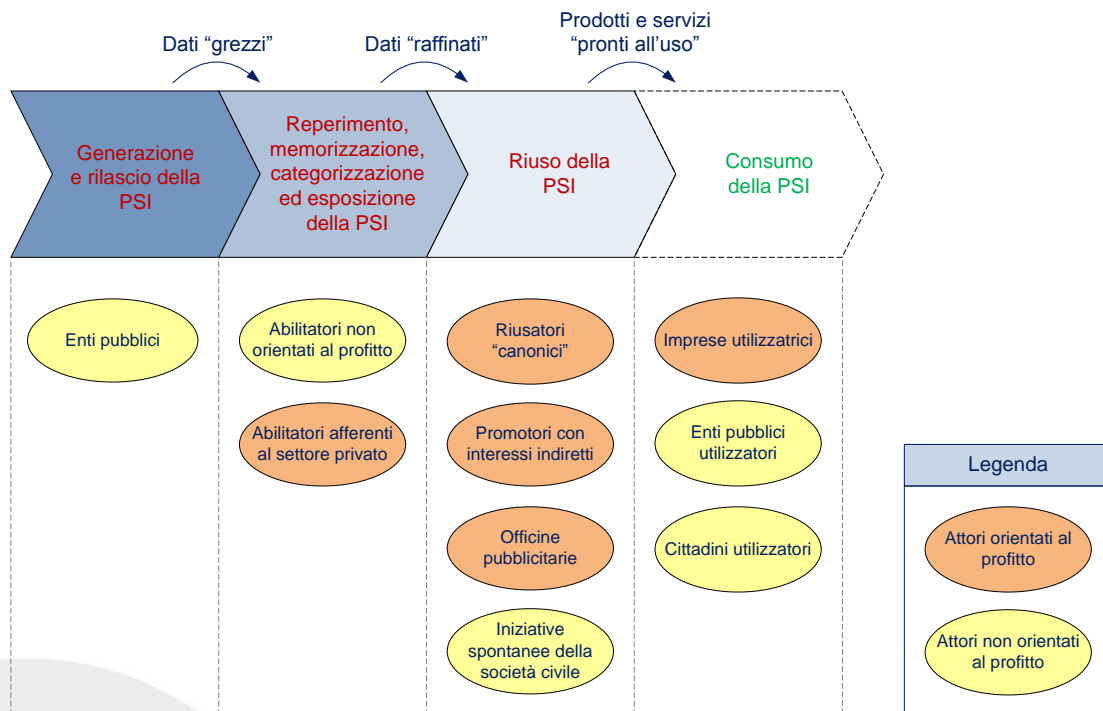 Dati “grezzi”
Dati “raffinati”
Prodotti e servizi
“pronti all’uso”
Generazione
e rilascio della
PSI
Reperimento,
memorizzazione,
categorizzazione
ed esposizione
della PSI
Riuso della
PSI
Consumo
della PSI
Enti pubblici
Abilitatori non
orientati al profitto
Abilitatori afferenti
al settore privato
Riusatori
“canonici”
Promotori con
interessi indiretti
Officine
pubblicitarie
Iniziative
spontanee della
società civile
Imprese utilizzatrici
Enti pubblici
utilizzatori
Cittadini utilizzatori
Legenda
Attori orientati al
profitto
Attori non orientati
al profitto